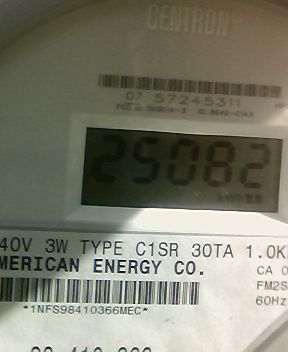 CENTRON®
07 57245311
25082
40V 3W TYPE C1SR 30TA 1.0K
MERICAN ENERGY CO.
CA 0
FM2S
60Hz
*1NFS98410366MEC*